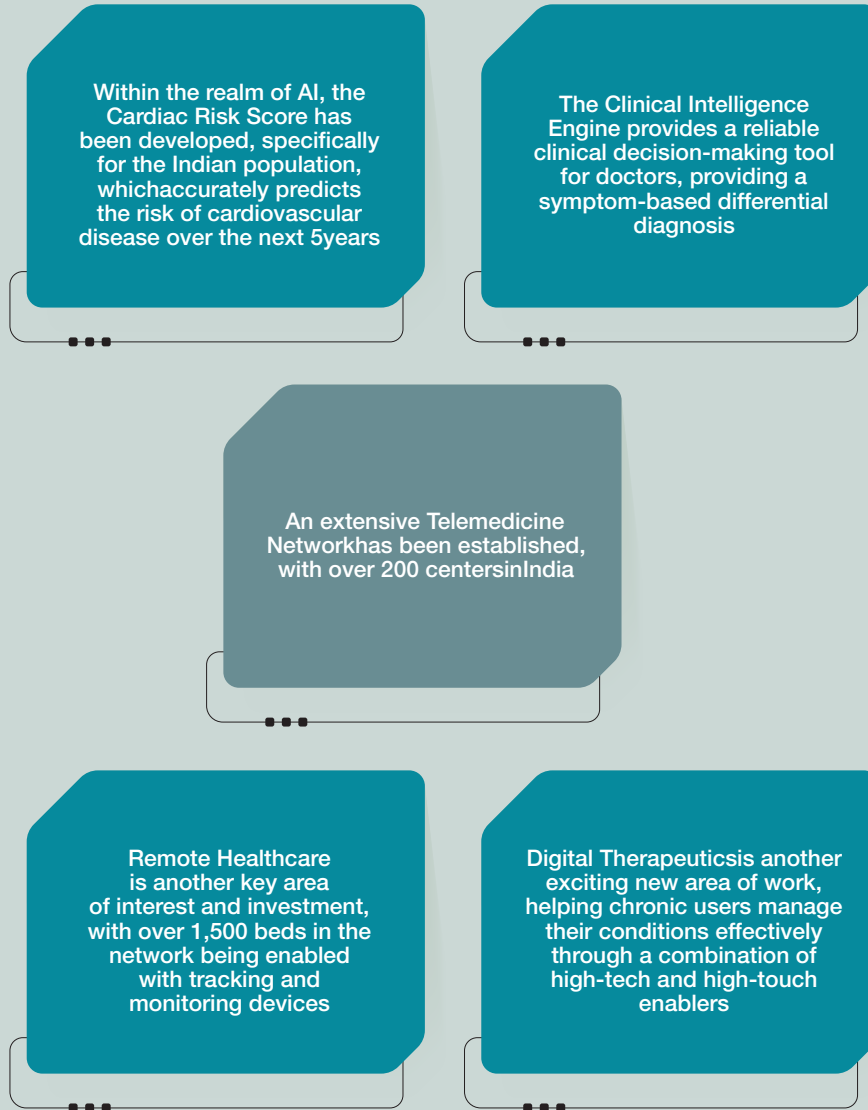 Within the realm of AI, the
Cardiac Risk Score has
been developed, specifically
for the Indian population,
whichaccurately predicts
the risk of cardiovascular
disease over the next 5years
The Clinical Intelligence
Engine provides a reliable
clinical decision-making tool
for doctors, providing a
symptom-based differential
diagnosis
An extensive Telemedicine
Networkhas been established,
with over 200 centersinIndia
Remote Healthcare
is another key area
of interest and investment,
with over 1,500 beds in the
network being enabled
with tracking and
monitoring devices
Digital Therapeuticsis another
exciting new area of work,
helping chronic users manage
their conditions effectively
through a combination of
high-tech and high-touch
enablers